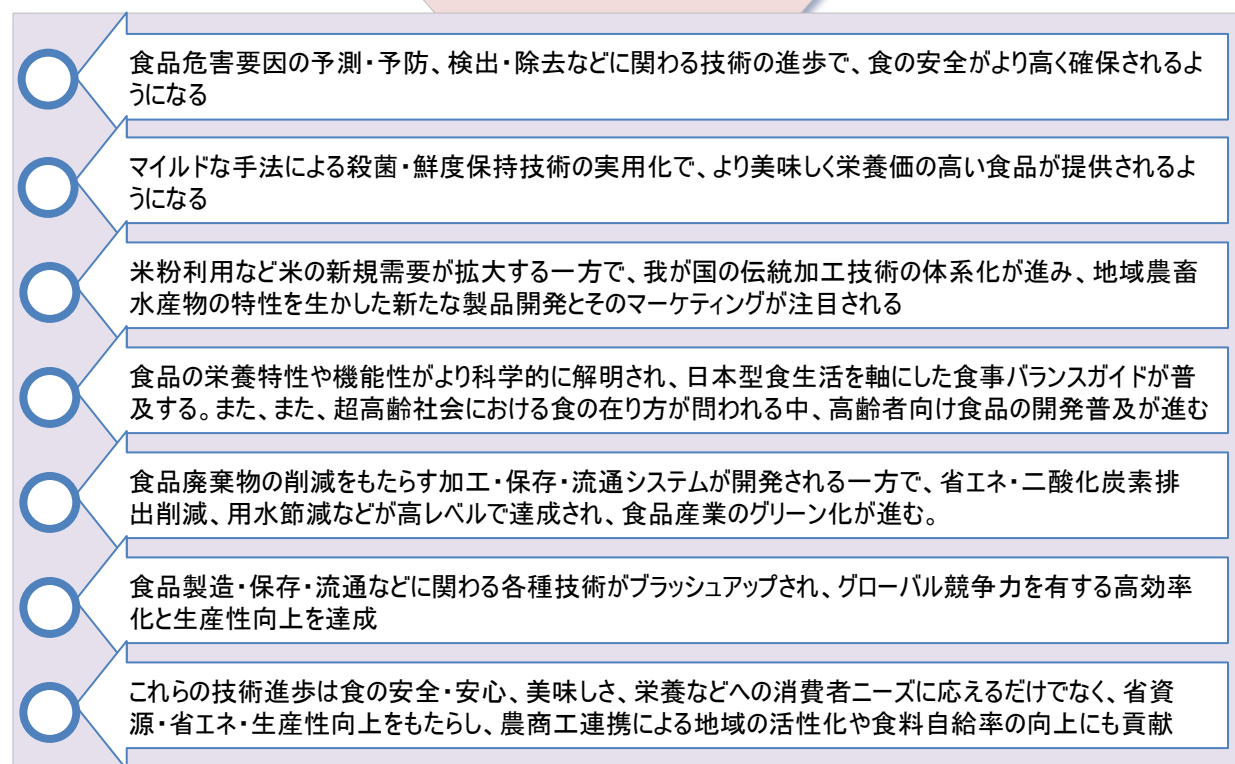 食品危害要因の予測・予防、検出・除去などに関わる技術の進歩で、食の安全がより高く確保されるよ
うになる
マイルドな手法による殺菌・鮮度保持技術の実用化で、より美味しく栄養価の高い食品が提供されるよ
うになる
米粉利用など米の新規需要が拡大する一方で、我が国の伝統加工技術の体系化が進み、地域農畜
水産物の特性を生かした新たな製品開発とそのマーケティングが注目される
食品の栄養特性や機能性がより科学的に解明され、日本型食生活を軸にした食事バランスガイドが普
及する。また、また、超高齢社会における食の在り方が問われる中、高齢者向け食品の開発普及が進む
食品廃棄物の削減をもたらす加工・保存・流通システムが開発される一方で、省エネ・二酸化炭素排
出削減、用水節減などが高レベルで達成され、食品産業のグリーン化が進む。
食品製造・保存・流通などに関わる各種技術がブラッシュアップされ、グローバル競争力を有する高効率
化と生産性向上を達成
これらの技術進歩は食の安全・安心、美味しさ、栄養などへの消費者ニーズに応えるだけでなく、省資
源・省エネ・生産性向上をもたらし、農商工連携による地域の活性化や食料自給率の向上にも貢献